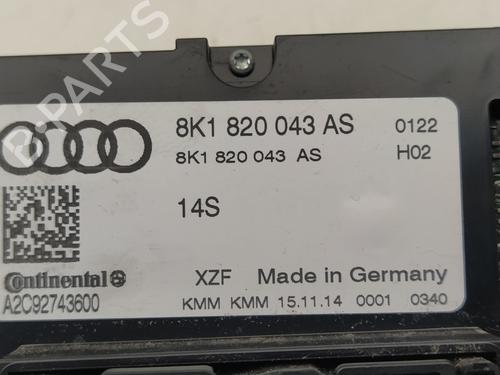 B-PARTS
8K1 820 043 AS 0122
8K1 820 043 AS H02
14S
Continental XZF Made in Germany
A2C92743600 KMM KMM 15.11.14 0001 0340